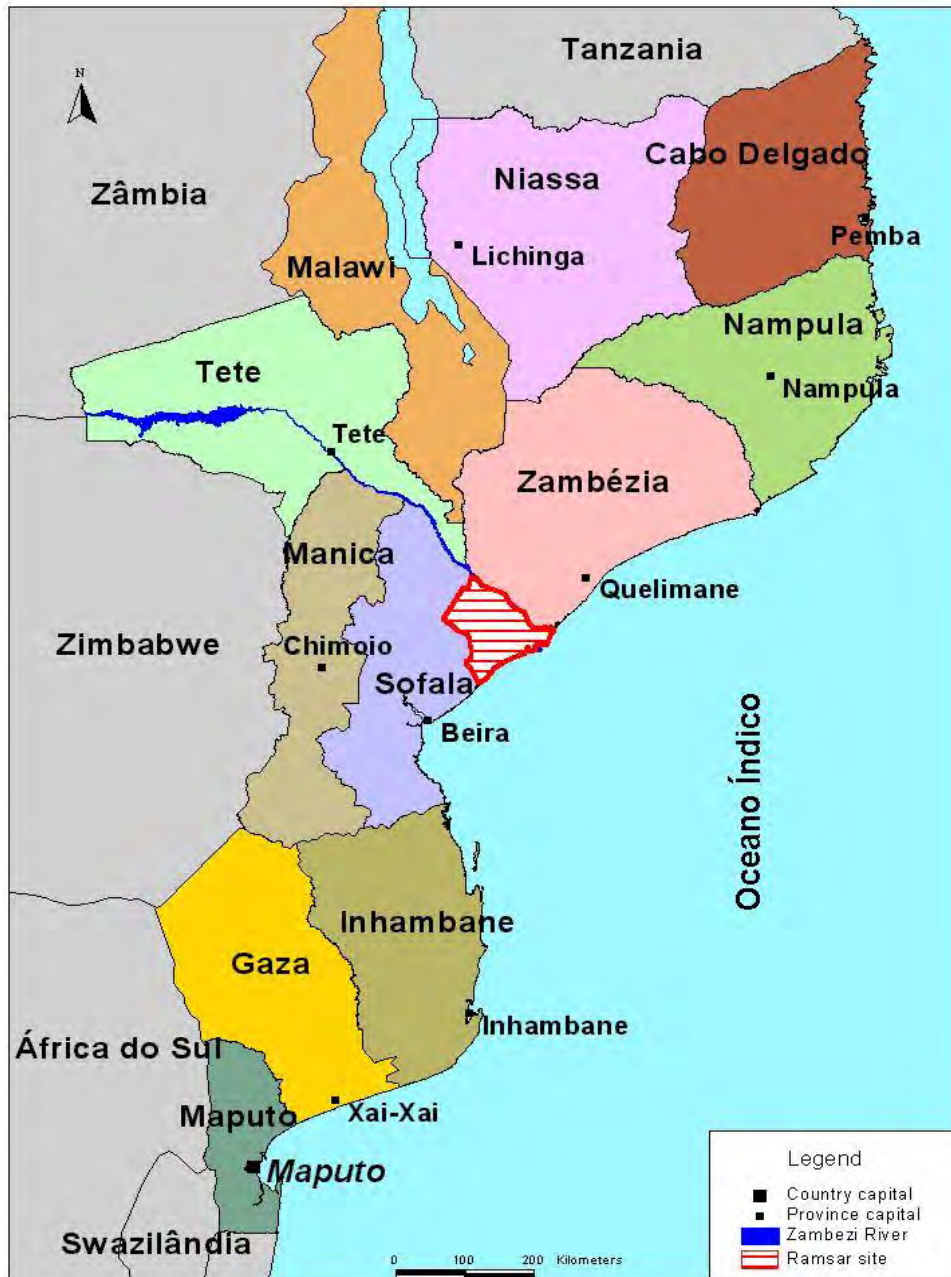 Tanzania
N
Cabo Delgado
Niassa
Zâmbia
Pemba
Lichinga
Malawi
Nampula
Tete
Nampula
Tete
Zambézia
Manica
Quelimane
Zimbabwe
Chimoio
Sofala
Beira
Oceano Índico
Inhambane
Gaza
Inhambane
África do Sul
Maputo
Xai-Xai
Maputo
Swazilândia
Legend
Country capital
Province capital
Zambezi River
Ramsar site
0 100 200 Kilometers